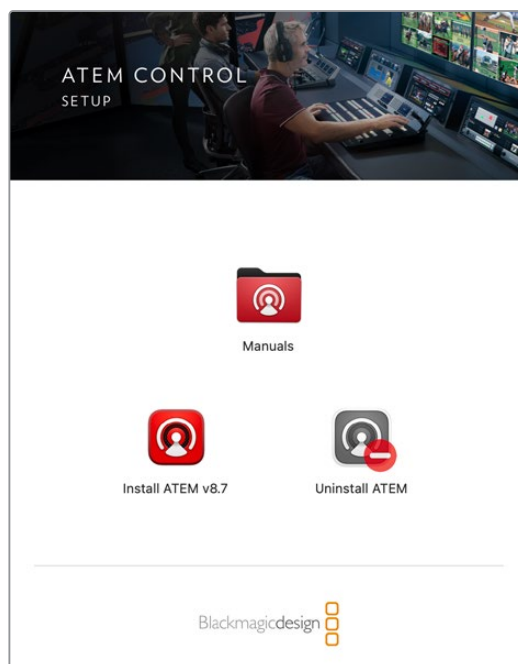 ATEM CONTROL
SETUP
Manuals
Install ATEM v8.7
Uninstall ATEM
Blackmagicdesign